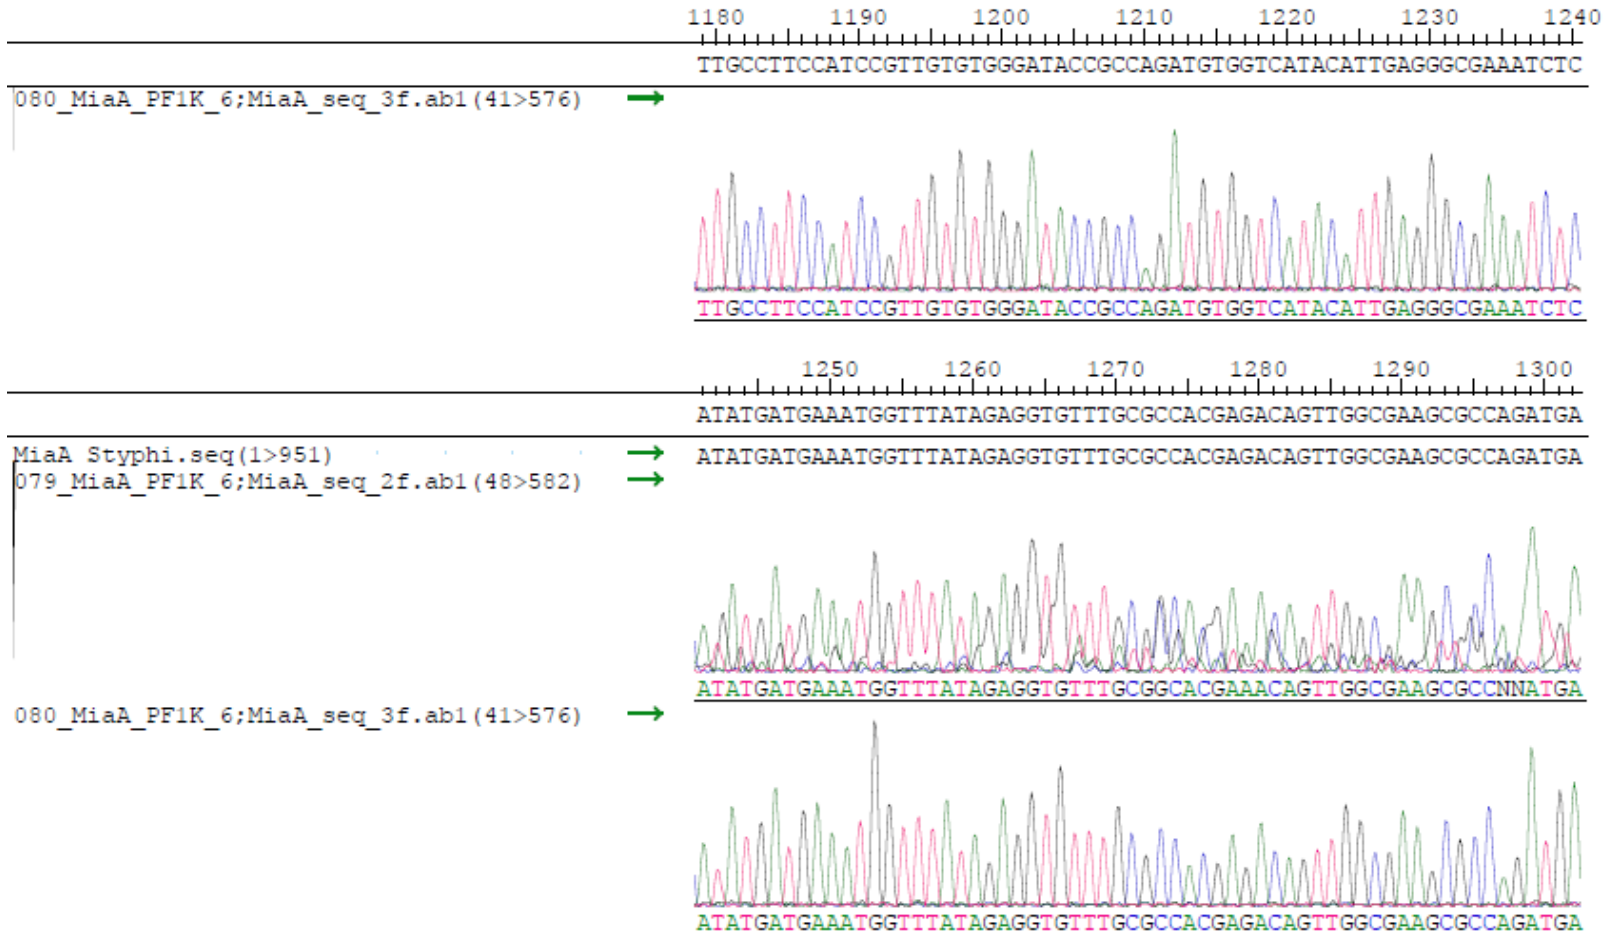 1180 1190 1200 1210 1220 1230 1240
TTGCCTTCCATCCGTTGTGTGGGATACCGCCAGATGTGGTCATACATTGAGGGCGAAATCTC
080_MiaA_PF1K_6;MiaA_seq_3f.ab1(41>576)
TTGCCTTCCATCCGTTGTGTGGGATACCGCCAGATGTGGTCATACATTGAGGGCGAAATCTC
1250 1260 1270 1280 1290 1300
ATATGATGAAATGGTTTATAGAGGTGTTTGCGCCACGAGACAGTTGGCGAAGCGCCAGATGA
MiaA Styphi.seq(1>951)
ATATGATGAAATGGTTTATAGAGGTGTTTGCGCCACGAGACAGTTGGCGAAGCGCCAGATGA
079_MiaA_PF1K_6;MiaA_seq_2f.ab1(48>582)
ATATGATGAAATGGTTTATAGAGGTGTTTGCGGCACGAAACAGTTGGCGAAGCGCCNNATGA
080_MiaA_PF1K_6;MiaA_seq_3f.ab1(41>576)
ATATGATGAAATGGTTTATAGAGGTGTTTGCGCCACGAGACAGTTGGCGAAGCGCCAGATGA